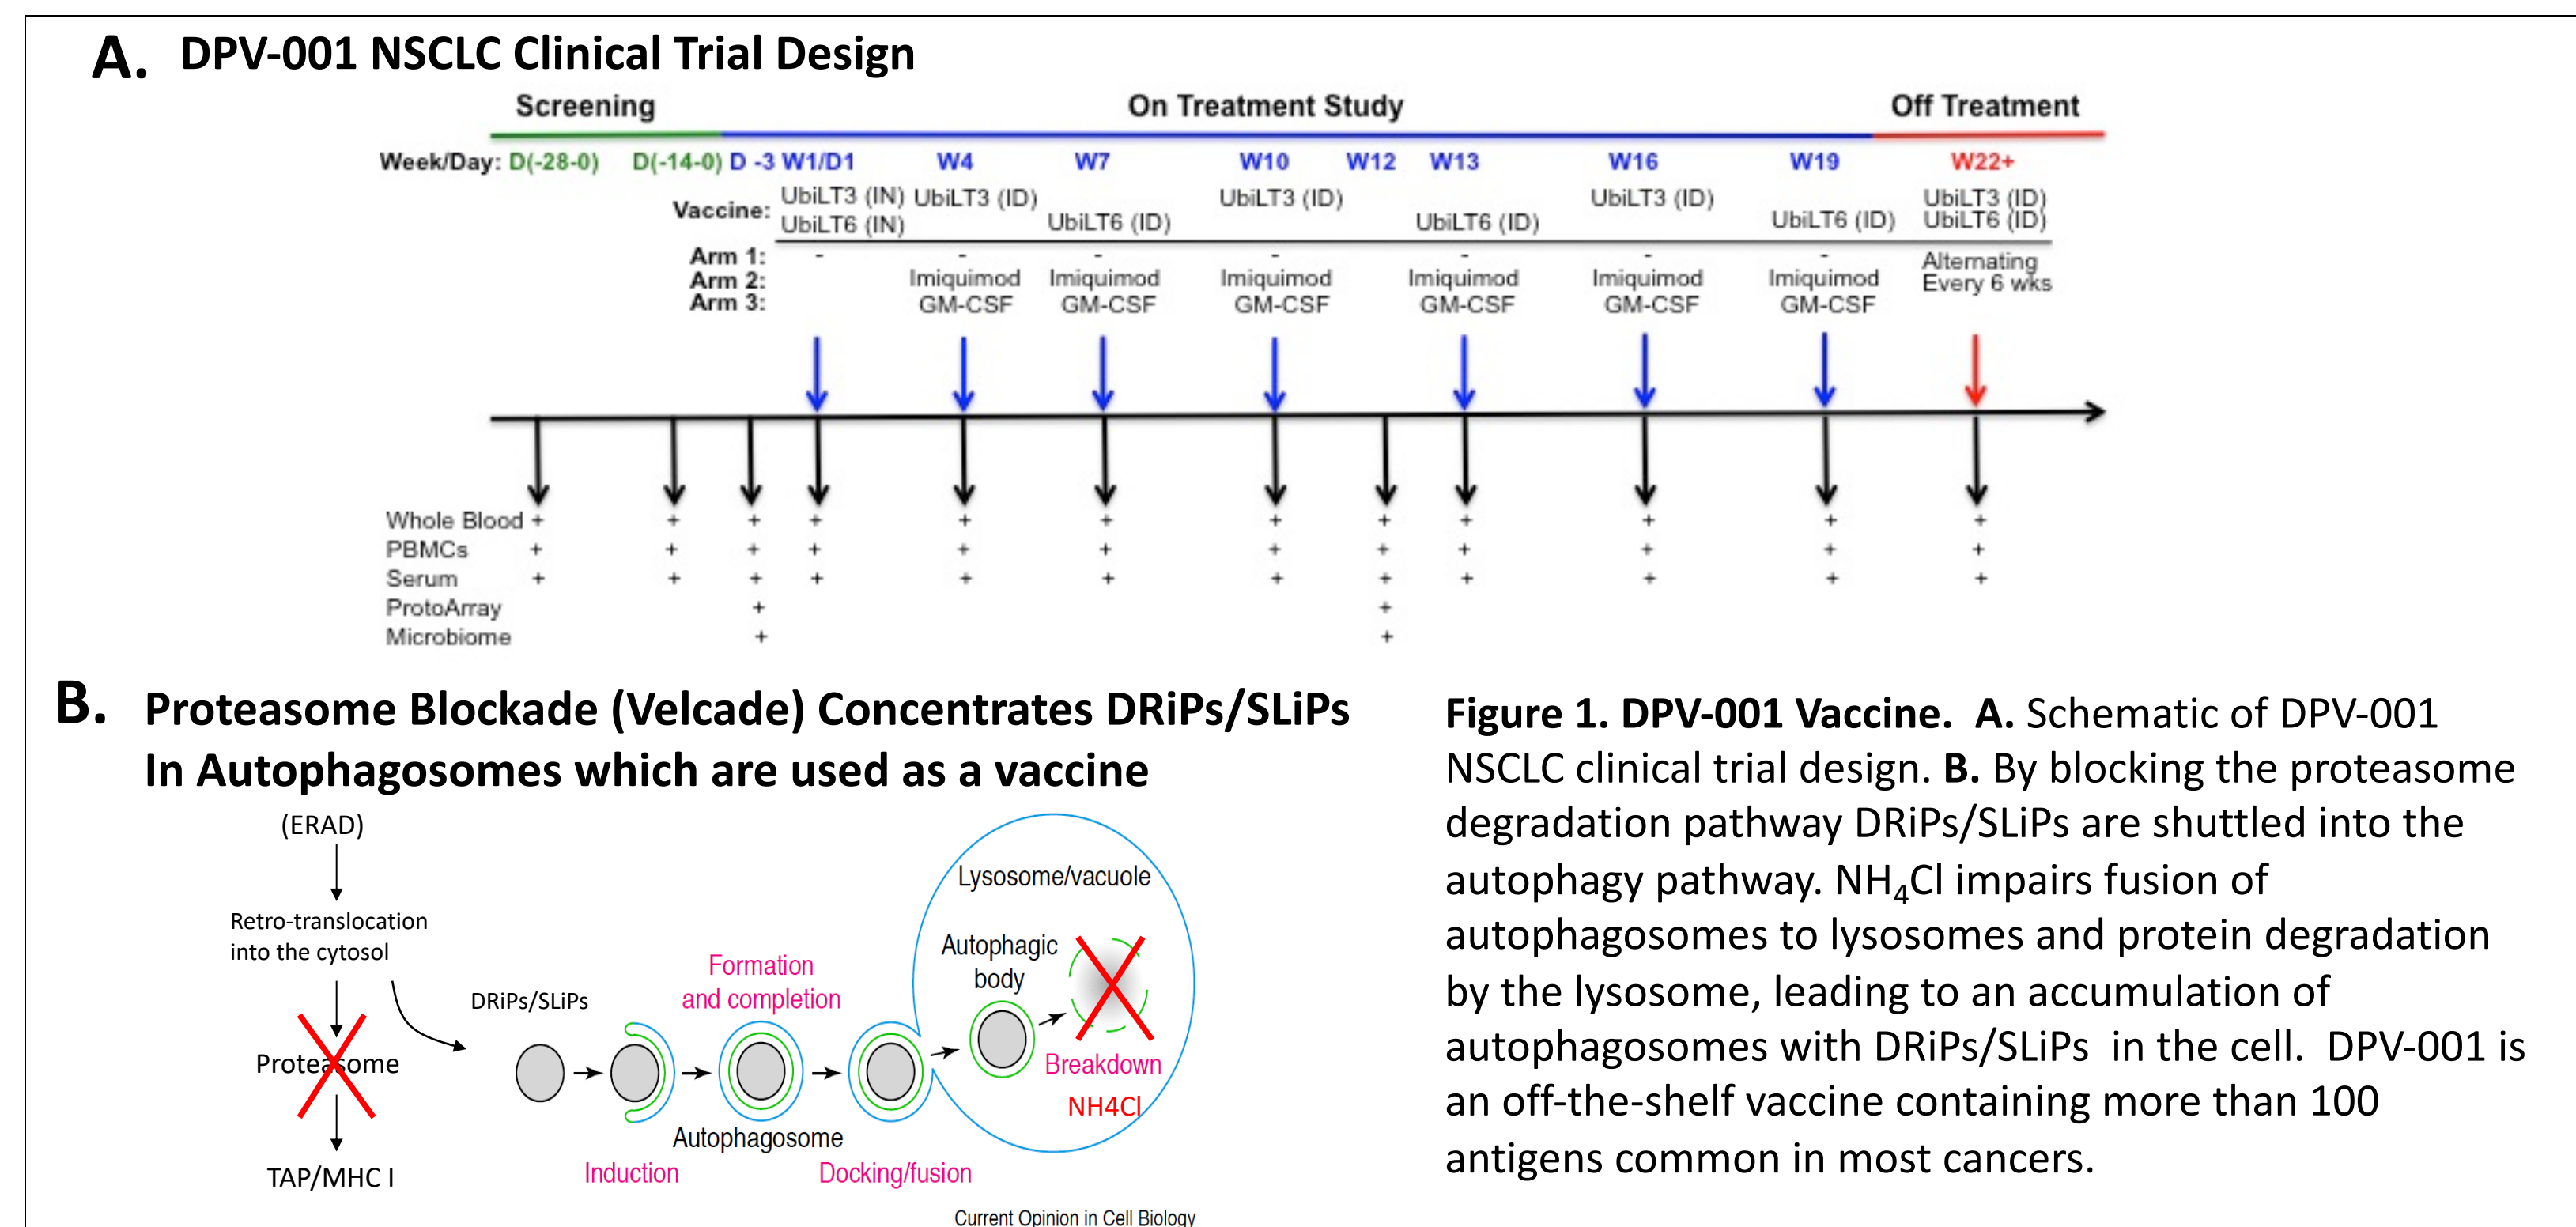 A. DPV-001 NSCLC Clinical Trial Design
Screening On Treatment Study Off Treatment
Week/Day: D(-28-0) D(-14-0) D -3 W1/D1 W4 W7 W10 W12 W13 W16 W19 W22+
Vaccine:
UbiLT3 (IN) UbiLT3 (ID) UbiLT3 (ID) UbiLT3 (ID) UbiLT3 (ID)
UbiLT6 (IN) UbiLT6 (ID) UbiLT6 (ID) UbiLT6 (ID) UbiLT6 (ID)
Arm 1: - - - - - - - Alternating
Arm 2: Imiquimod Imiquimod Imiquimod Imiquimod Imiquimod Imiquimod Every 6 wks
Arm 3: GM-CSF GM-CSF GM-CSF GM-CSF GM-CSF GM-CSF
Whole Blood + + + + + + + + + + + +
PBMCs + + + + + + + + + + + +
Serum + + + + + + + + + + + +
ProtoArray + +
Microbiome + +
B. Proteasome Blockade (Velcade) Concentrates DRiPs/SLiPs
In Autophagosomes which are used as a vaccine
(ERAD)
Retro-translocation
into the cytosol
Proteasome
TAP/MHC I
DRiPs/SLiPs
Induction
Formation
and completion
Autophagosome
Docking/fusion
Lysosome/vacuole
Autophagic
body
Breakdown
NH4Cl
Current Opinion in Cell Biology
Figure 1. DPV-001 Vaccine. A. Schematic of DPV-001
NSCLC clinical trial design. B. By blocking the proteasome
degradation pathway DRiPs/SLiPs are shuttled into the
autophagy pathway. NH₄Cl impairs fusion of
autophagosomes to lysosomes and protein degradation
by the lysosome, leading to an accumulation of
autophagosomes with DRiPs/SLiPs in the cell. DPV-001 is
an off-the-shelf vaccine containing more than 100
antigens common in most cancers.